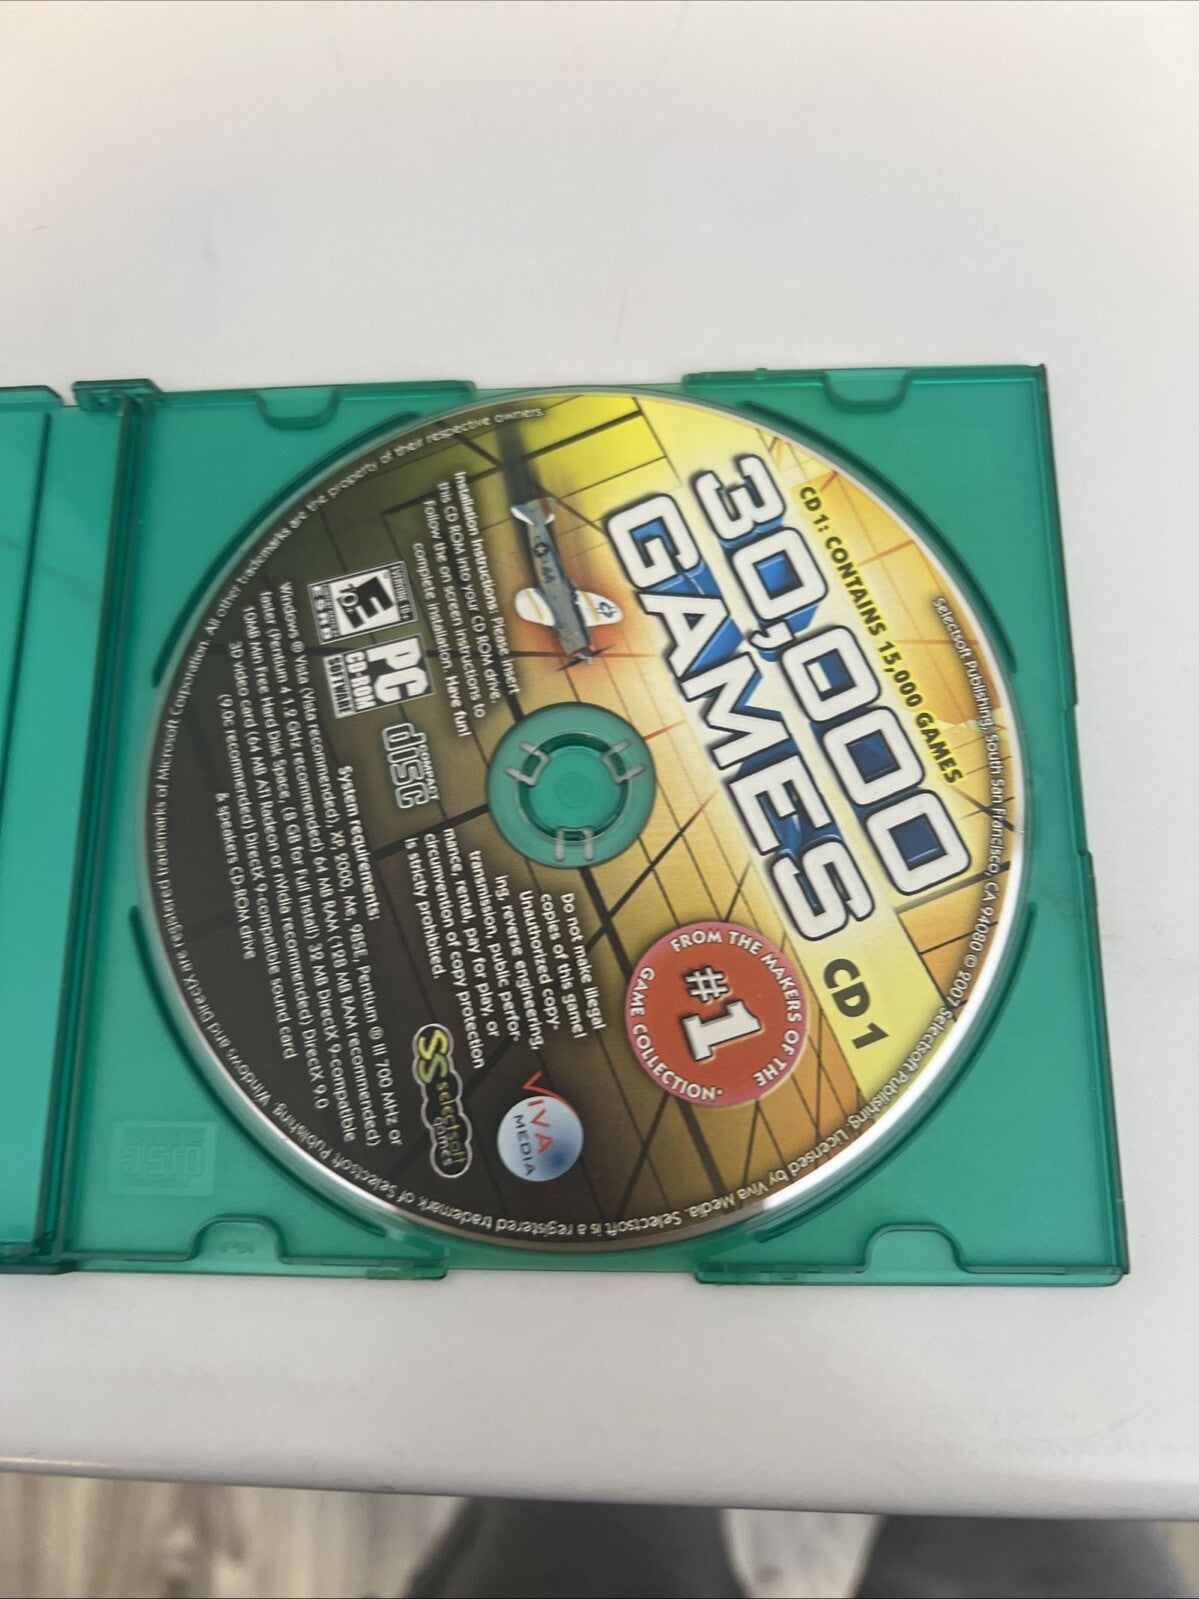 CD 1: CONTAINS 15,000 GAMES
30,000
GAMES
CD 1
#1
FROM THE MAKERS OF THE
GAME COLLECTION.
Installation Instructions: Please insert
this CD ROM into your CD ROM drive.
Follow the on screen instructions to
complete installation. Have fun!
EVERYONE
E
ESRB
PC
CD-ROM
SOFTWARE
COMPACT
disc
Do not make illegal
copies of this game!
Unauthorized copy-
ing, reverse engineering,
transmission, public perfor-
mance, rental, pay for play, or
circumvention of copy protection
is strictly prohibited.
VIVA
MEDIA
SS
selectsoft
games
System requirements:
Windows ® Vista (Vista recommended), XP, 2000, Me, 98SE, Pentium ® III 700 MHz or
faster (Pentium 4 1.2 GHz recommended) 64 MB RAM (128 MB RAM recommended)
10MB Min Free Hard Disk Space, (8 GB for Full Install) 32 MB DirectX 9-compatible
3D video card (64 MB ATI Radeon or nVidia recommended) DirectX 9.0
(9.0c recommended) DirectX 9-compatible sound card
& speakers CD-ROM drive
Selectsoft Publishing, South San Francisco, CA 94080 © 2007 Selectsoft Publishing. Licensed by Viva Media. Selectsoft is a registered trademark of Selectsoft Publishing. Windows and DirectX are registered trademarks of Microsoft Corporation. All other trademarks are the property of their respective owners.